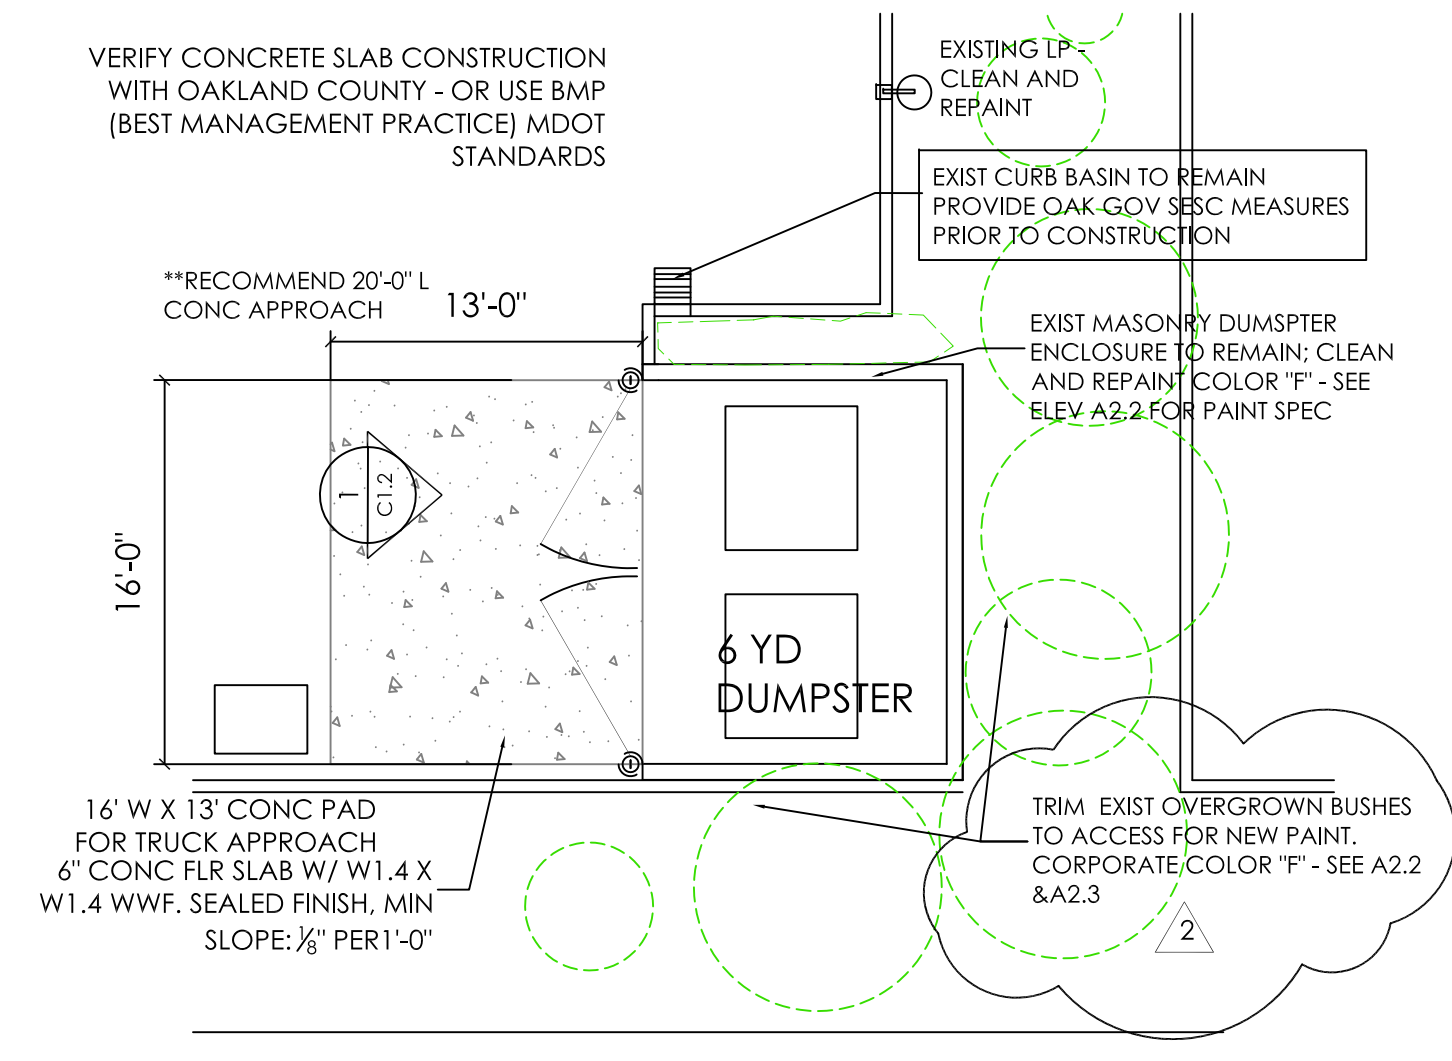 VERIFY CONCRETE SLAB CONSTRUCTION
WITH OAKLAND COUNTY - OR USE BMP
(BEST MANAGEMENT PRACTICE) MDOT
STANDARDS
EXISTING LP -
CLEAN AND
REPAINT
EXIST CURB BASIN TO REMAIN
PROVIDE OAK GOV SESC MEASURES
PRIOR TO CONSTRUCTION
**RECOMMEND 20'-0" L
CONC APPROACH
13'-0"
EXIST MASONRY DUMSPTER
ENCLOSURE TO REMAIN; CLEAN
AND REPAINT COLOR "F" - SEE
ELEV A2.2 FOR PAINT SPEC
1
C1.2
16'-0"
6 YD
DUMPSTER
16' W X 13' CONC PAD
FOR TRUCK APPROACH
6" CONC FLR SLAB W/ W1.4 X
W1.4 WWF. SEALED FINISH, MIN
SLOPE: ⅛" PER1'-0"
TRIM  EXIST OVERGROWN BUSHES
TO ACCESS FOR NEW PAINT.
CORPORATE COLOR "F" - SEE A2.2
&A2.3
2